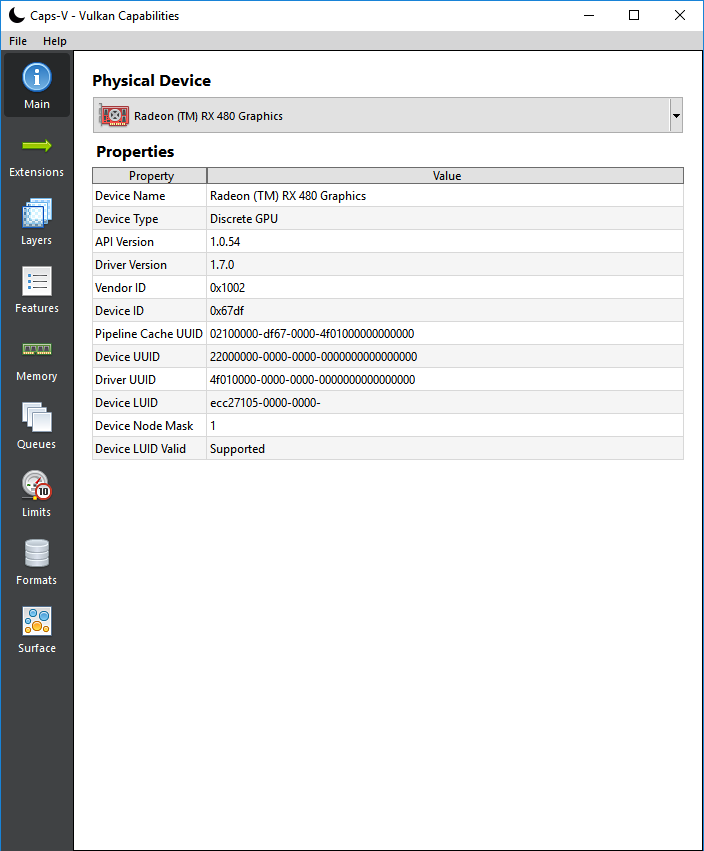 Caps-V - Vulkan Capabilities
File Help
Main
Extensions
Layers
Features
Memory
Queues
10
Limits
Formats
Surface
Physical Device
Radeon (TM) RX 480 Graphics
Properties
Property Value
Device Name Radeon (TM) RX 480 Graphics
Device Type Discrete GPU
API Version 1.0.54
Driver Version 1.7.0
Vendor ID 0x1002
Device ID 0x67df
Pipeline Cache UUID 02100000-df67-0000-4f01000000000000
Device UUID 22000000-0000-0000-0000000000000000
Driver UUID 4f010000-0000-0000-0000000000000000
Device LUID ecc27105-0000-0000-
Device Node Mask 1
Device LUID Valid Supported